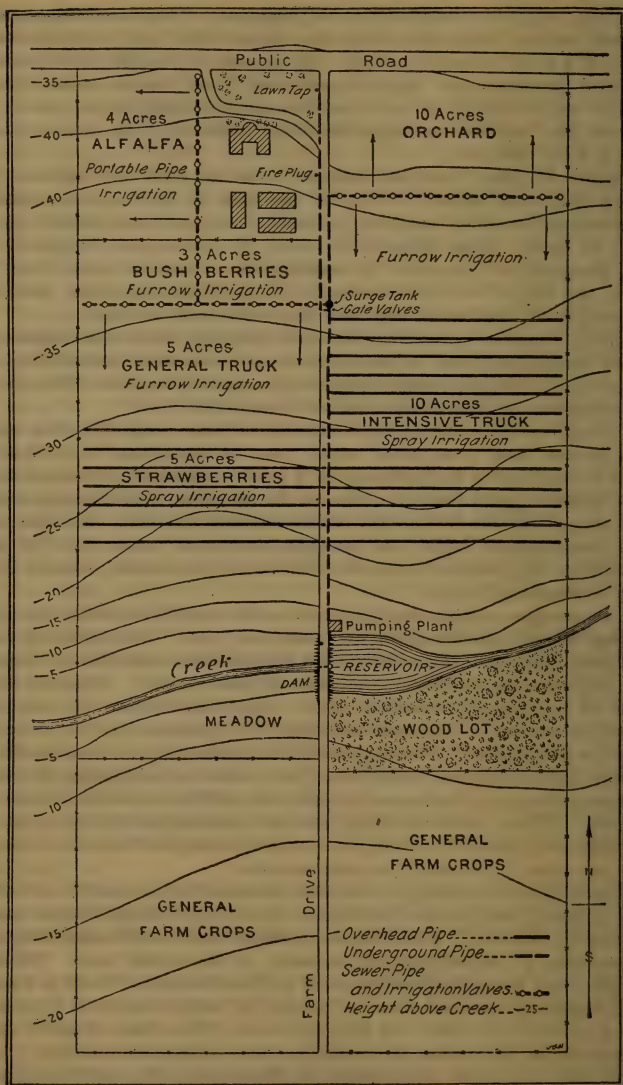 Public Road
-35
Lawn Tap
4 Acres
ALFALFA
-40
10 Acres
ORCHARD
Portable Pipe
Irrigation
Fire Plug
-40
3 Acres
BUSH BERRIES
Furrow Irrigation
Furrow Irrigation
Surge Tank
Gate Valves
-35
5 Acres
GENERAL TRUCK
Furrow Irrigation
10 Acres
INTENSIVE TRUCK
Spray Irrigation
-30
5 Acres
STRAWBERRIES
Spray Irrigation
-25
-20
-15
Pumping Plant
-10
Creek
RESERVOIR
-5
DAM
MEADOW
WOOD LOT
-5
-10
GENERAL
FARM CROPS
N
S
GENERAL
FARM CROPS
Farm Drive
-15
-20
Overhead Pipe
Underground Pipe
Sewer Pipe
and Irrigation Valves
Height above Creek -25-